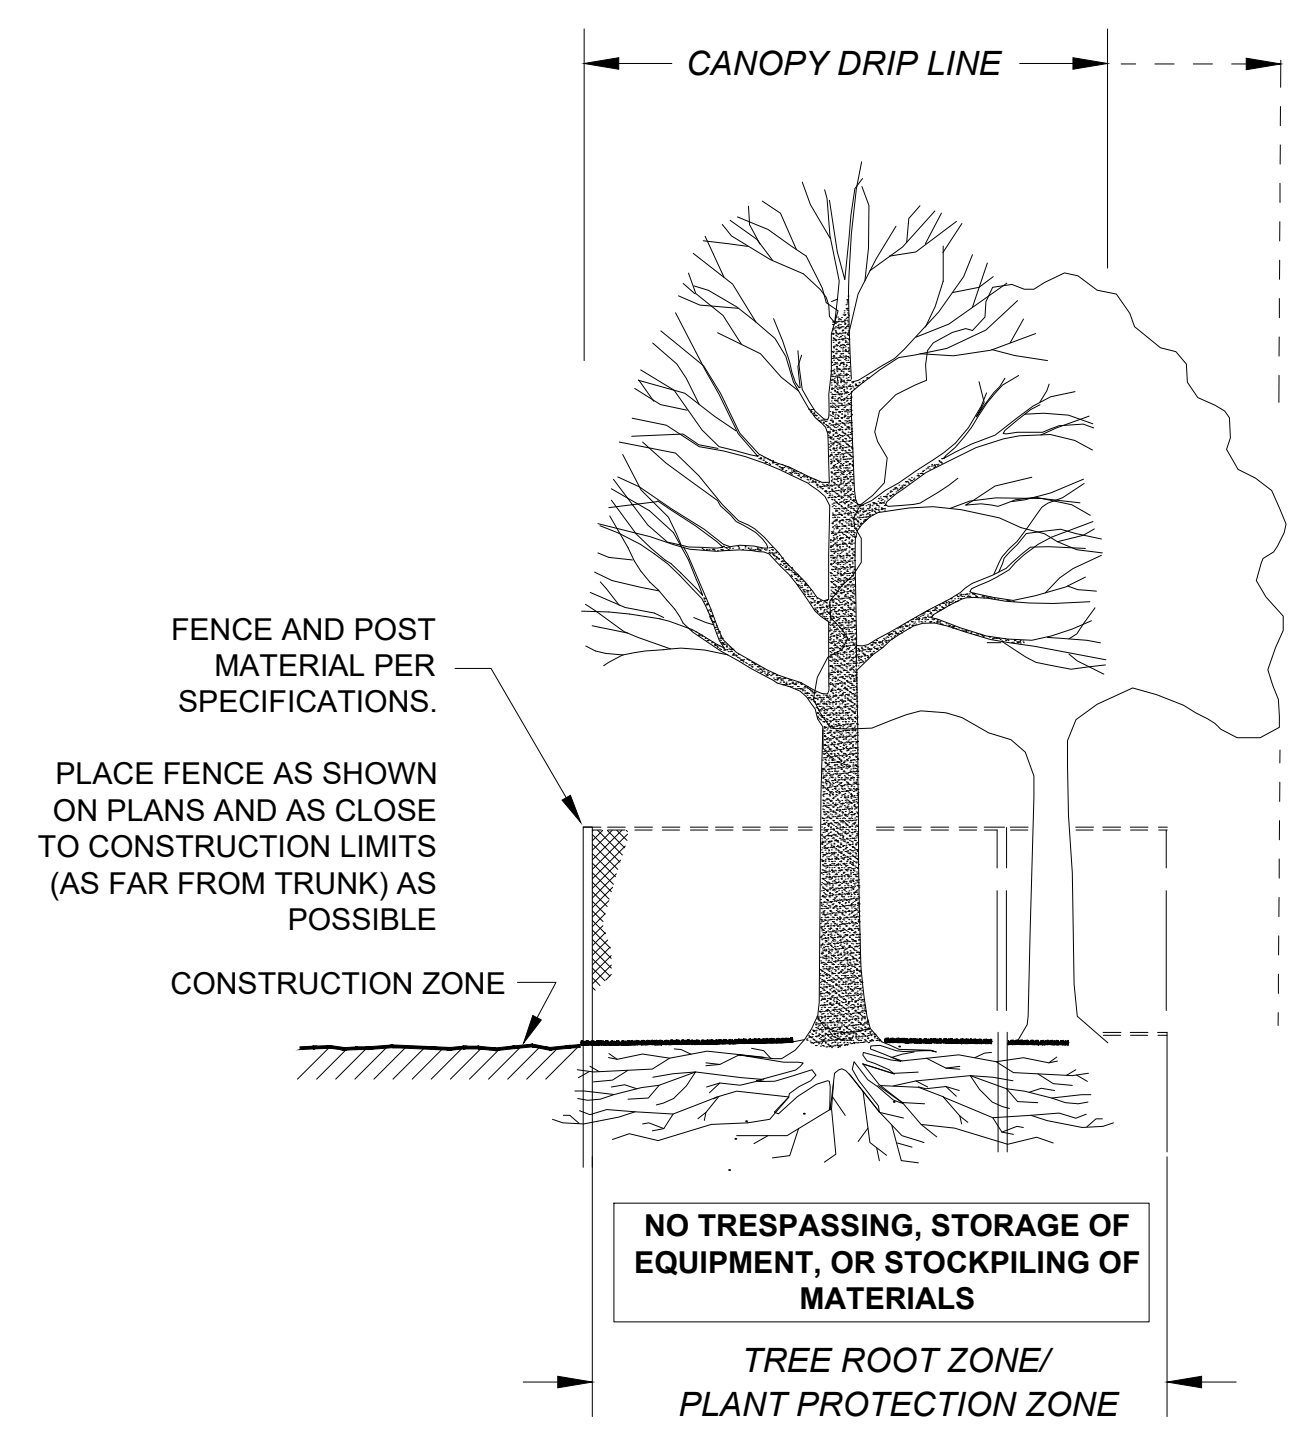 CANOPY DRIP LINE
FENCE AND POST
MATERIAL PER
SPECIFICATIONS.
PLACE FENCE AS SHOWN
ON PLANS AND AS CLOSE
TO CONSTRUCTION LIMITS
(AS FAR FROM TRUNK) AS
POSSIBLE
CONSTRUCTION ZONE
NO TRESPASSING, STORAGE OF
EQUIPMENT, OR STOCKPILING OF
MATERIALS
TREE ROOT ZONE/
PLANT PROTECTION ZONE